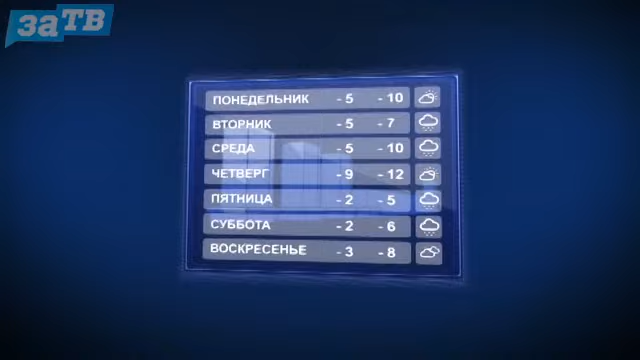 заТВ
ПОНЕДЕЛЬНИК - 5 - 10
ВТОРНИК - 5 - 7
СРЕДА - 5 - 10
ЧЕТВЕРГ - 9 - 12
ПЯТНИЦА - 2 - 5
СУББОТА - 2 - 6
ВОСКРЕСЕНЬЕ - 3 - 8